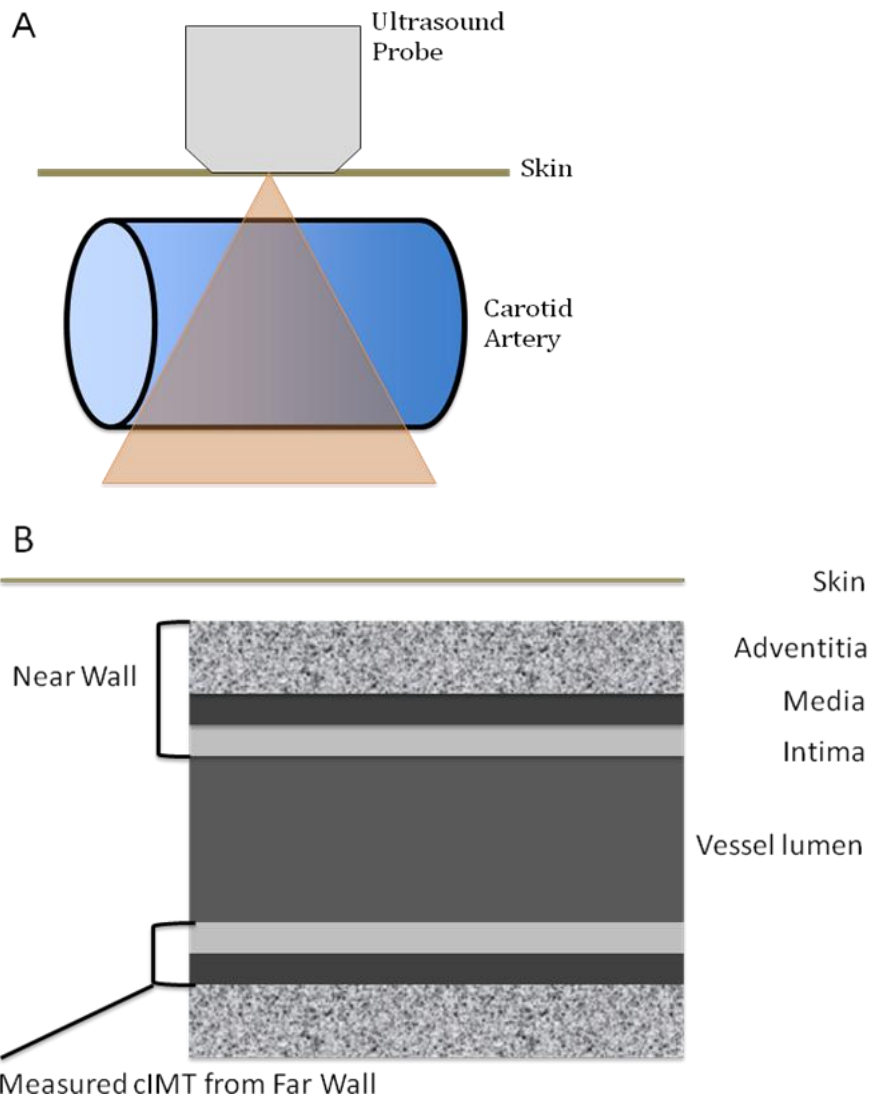 A
Ultrasound
Probe
Skin
Carotid
Artery
B
Skin
Adventitia
Near Wall
Media
Intima
Vessel lumen
Measured cIMT from Far Wall